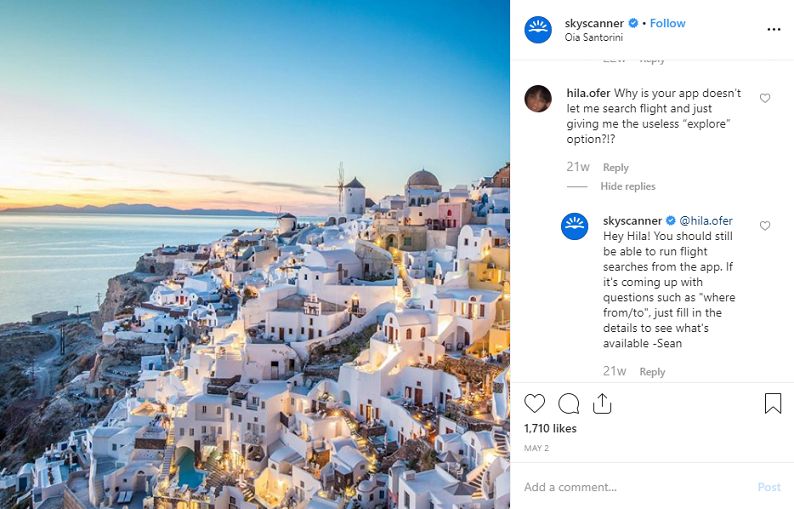 skyscanner • Follow
Oia Santorini
22w Reply
hila.ofer Why is your app doesn't
let me search flight and just
giving me the useless "explore"
option?!?
21w Reply
Hide replies
skyscanner @hila.ofer
Hey Hila! You should still
be able to run flight
searches from the app. If
it's coming up with
questions such as "where
from/to", just fill in the
details to see what's
available -Sean
21w Reply
1,710 likes
MAY 2
Add a comment... Post